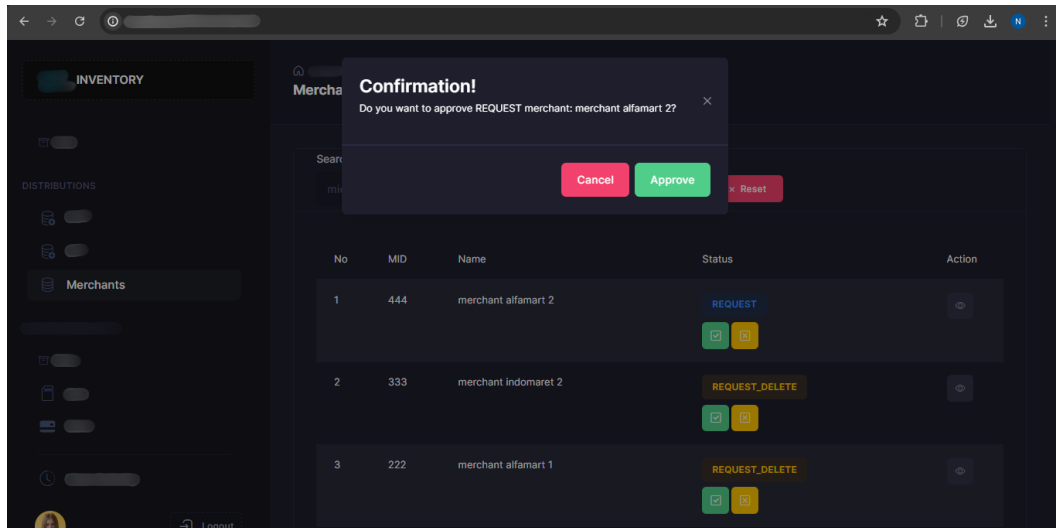 N
INVENTORY
DISTRIBUTIONS
Merchants
Logout
Confirmation!
Do you want to approve REQUEST merchant: merchant alfamart 2?
×
Cancel
Approve
× Reset
No MID Name Status Action
1 444 merchant alfamart 2 REQUEST
2 333 merchant indomaret 2 REQUEST_DELETE
3 222 merchant alfamart 1 REQUEST_DELETE